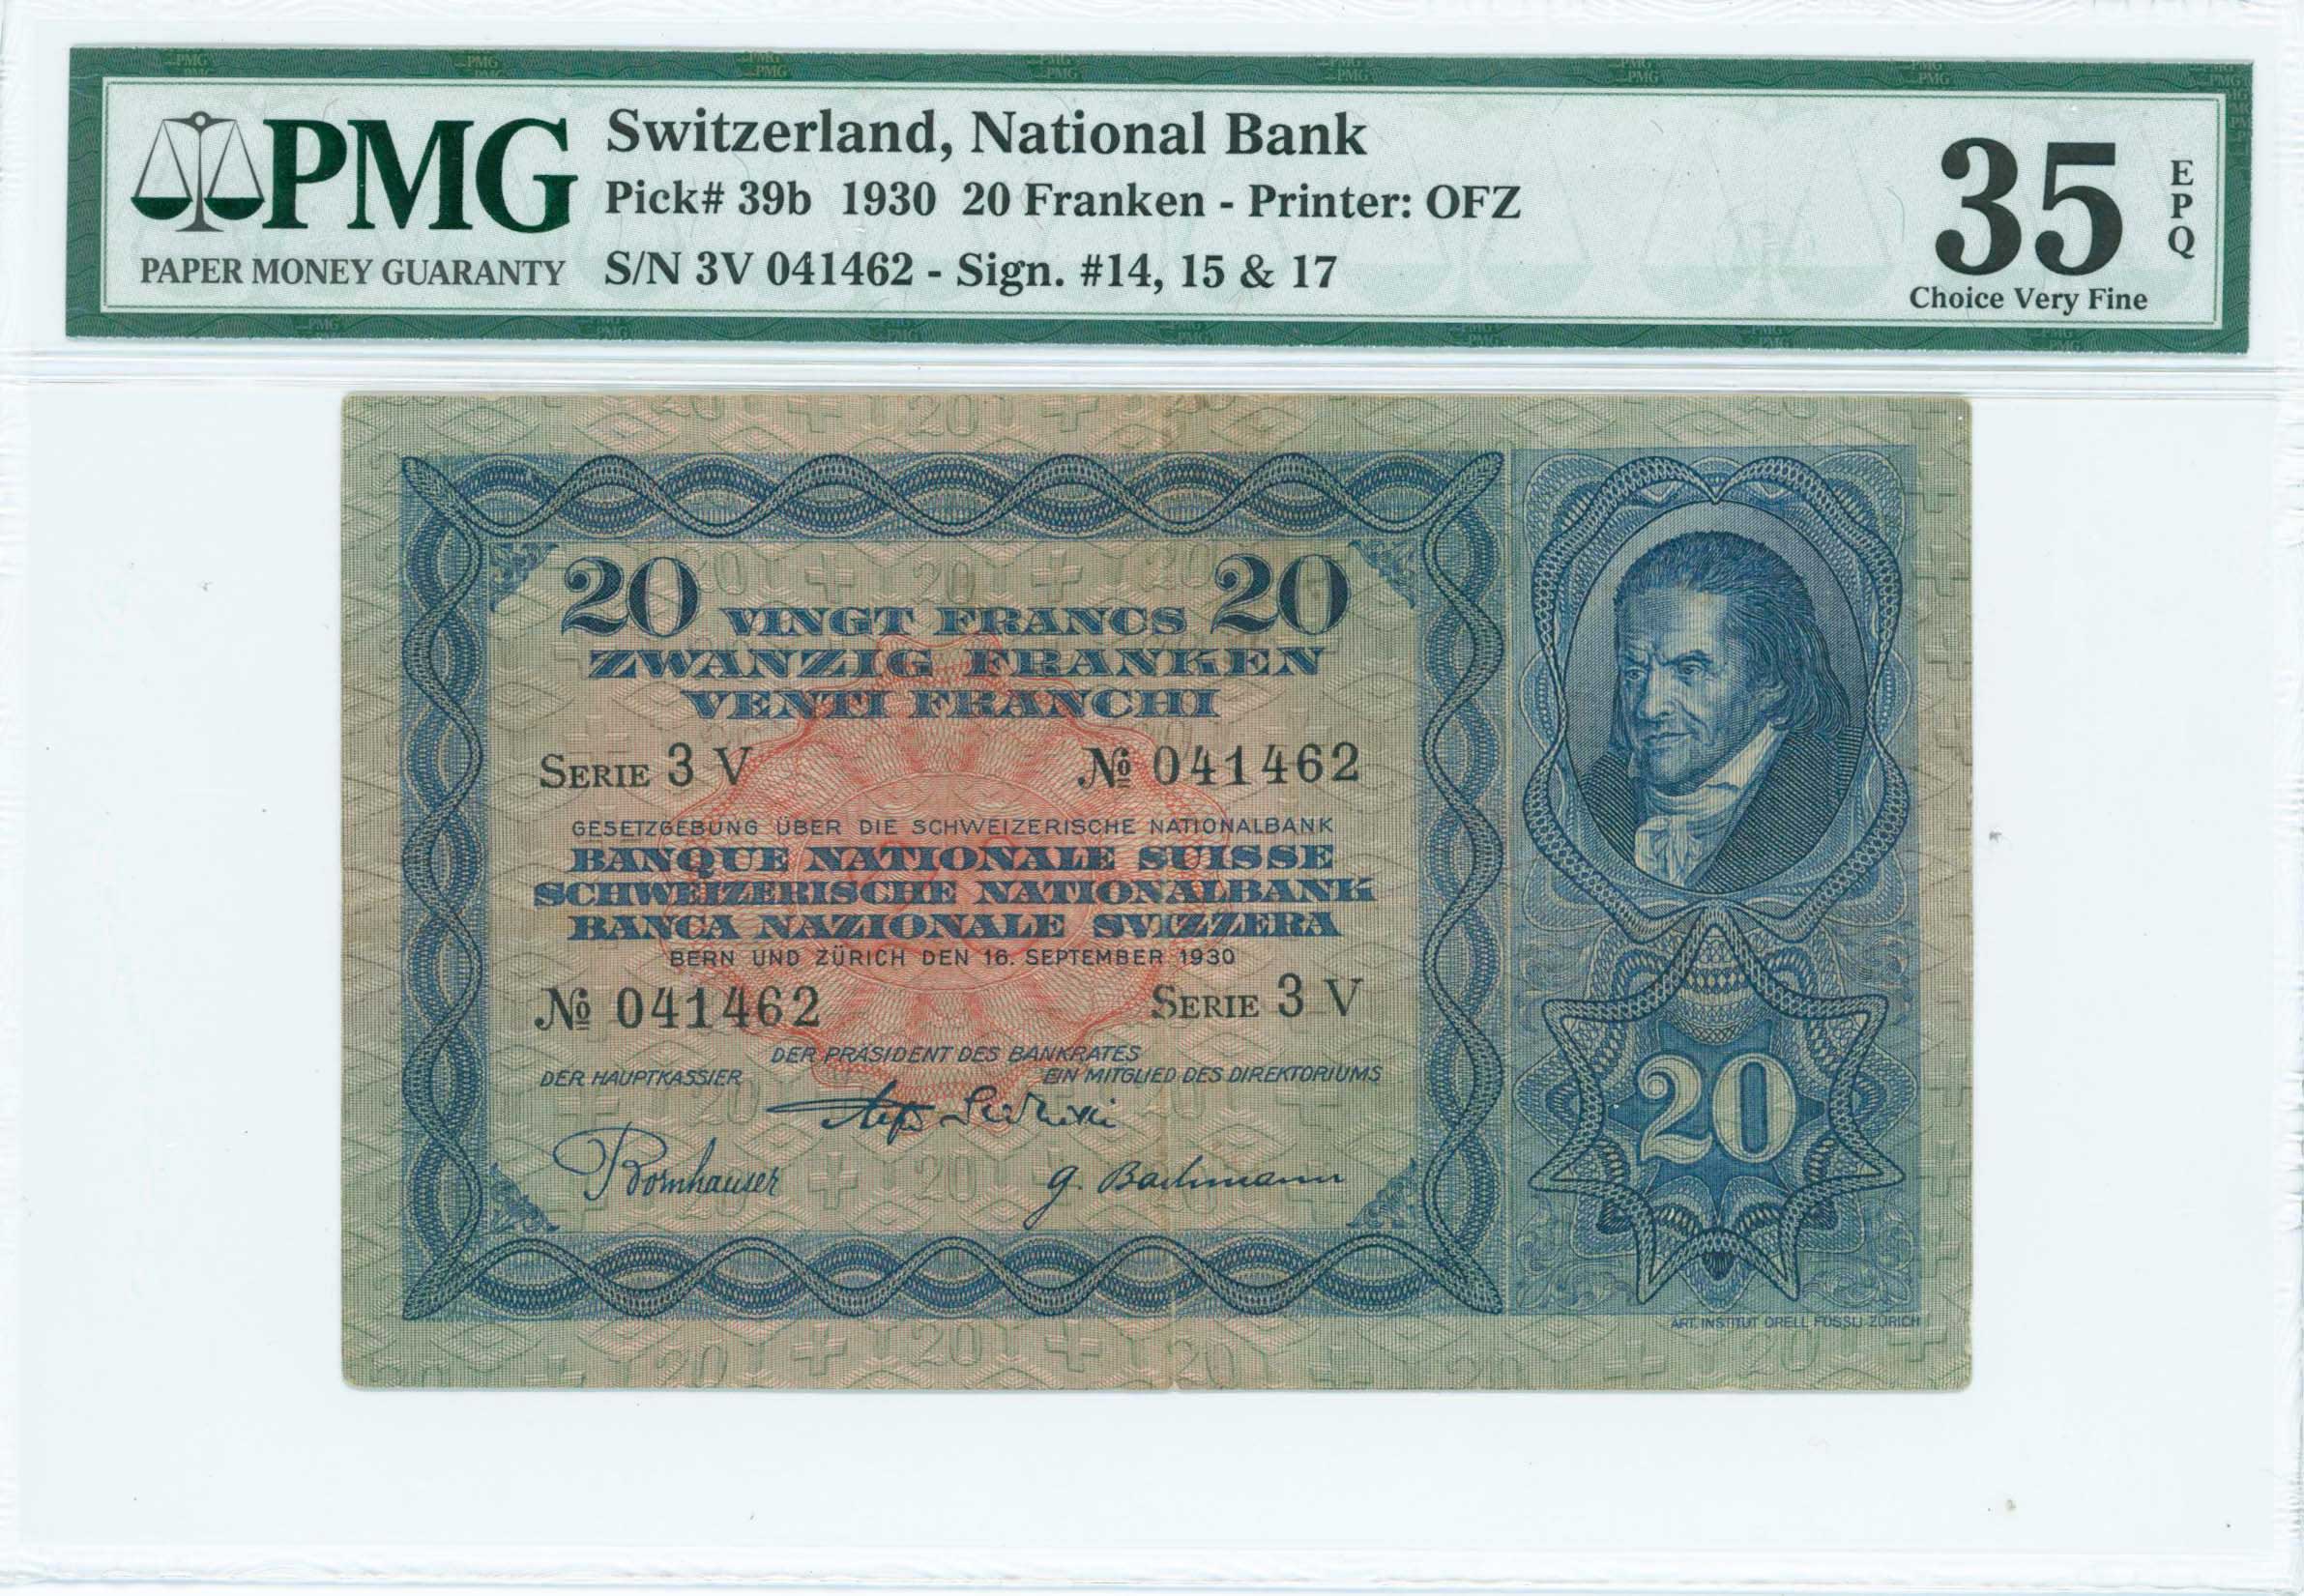 PMG
PAPER MONEY GUARANTY
Switzerland, National Bank
Pick# 39b 1930 20 Franken - Printer: OFZ
S/N 3V 041462 - Sign. #14, 15 & 17
35
EPQ
Choice Very Fine
20 VINGT FRANCS 20
ZWANZIG FRANKEN
VENTI FRANCHI
SERIE 3 V № 041462
GESETZGEBUNG ÜBER DIE SCHWEIZERISCHE NATIONALBANK
BANQUE NATIONALE SUISSE
SCHWEIZERISCHE NATIONALBANK
BANCA NAZIONALE SVIZZERA
BERN UND ZÜRICH DEN 16. SEPTEMBER 1930
№ 041462 SERIE 3 V
DER PRÄSIDENT DES BANKRATES
DER HAUPTKASSIER EIN MITGLIED DES DIREKTORIUMS
Bornhauser G. Bachmann
20
ART. INSTITUT ORELL FÜSSLI ZÜRICH